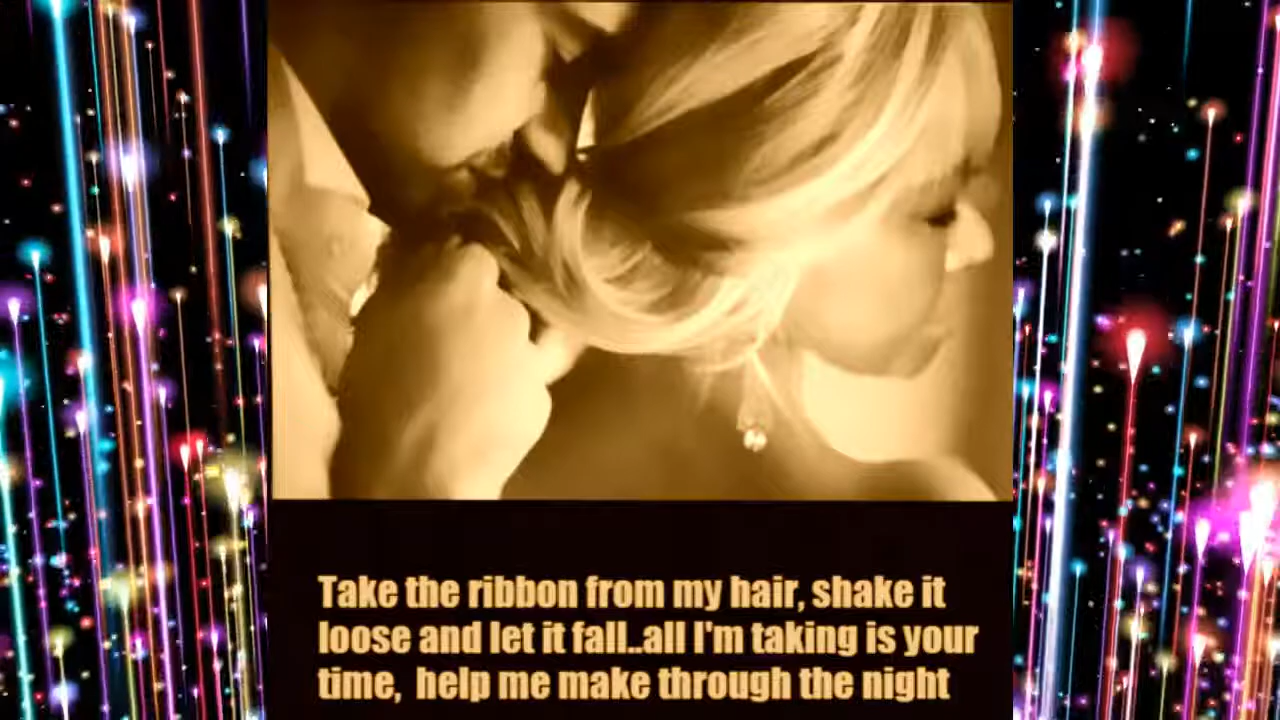 Take the ribbon from my hair, shake it
loose and let it fall..all I'm taking is your
time,  help me make through the night